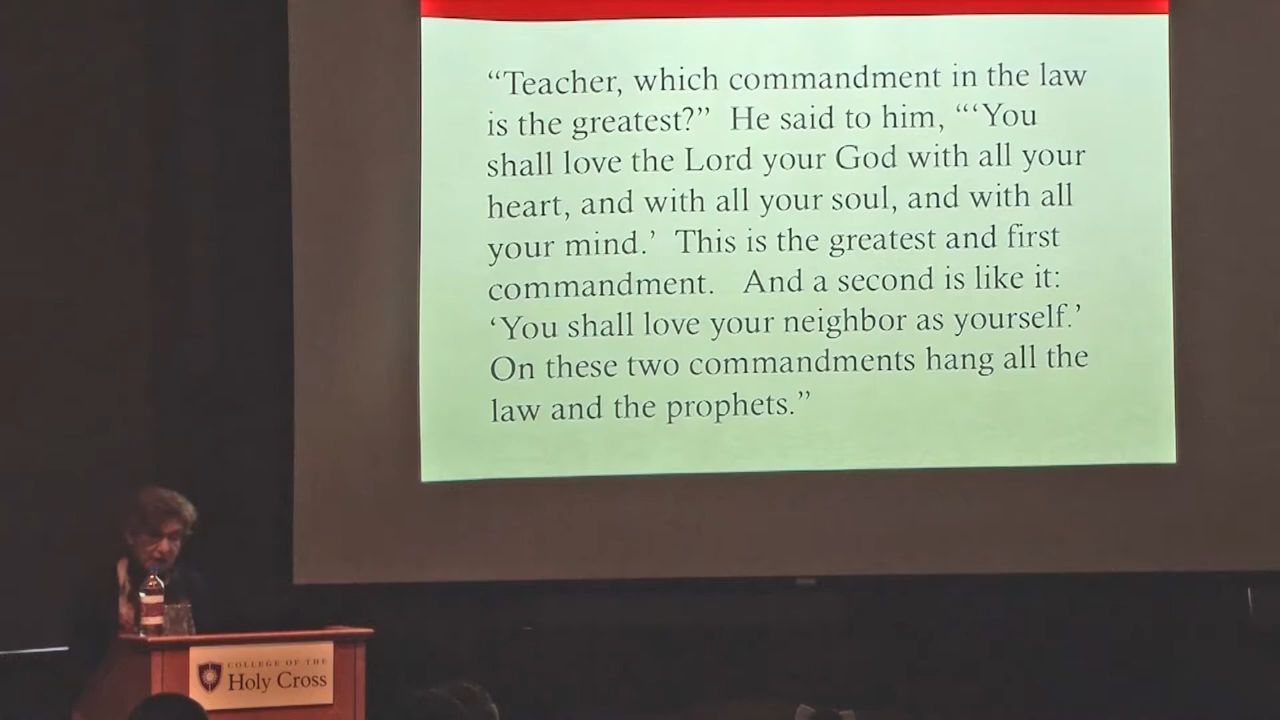 “Teacher, which commandment in the law
is the greatest?”  He said to him, “‘“You
shall love the Lord your God with all your
heart, and with all your soul, and with all
your mind.’  This is the greatest and first
commandment.   And a second is like it:
‘You shall love your neighbor as yourself.’
On these two commandments hang all the
law and the prophets.”
COLLEGE OF THE
Holy Cross